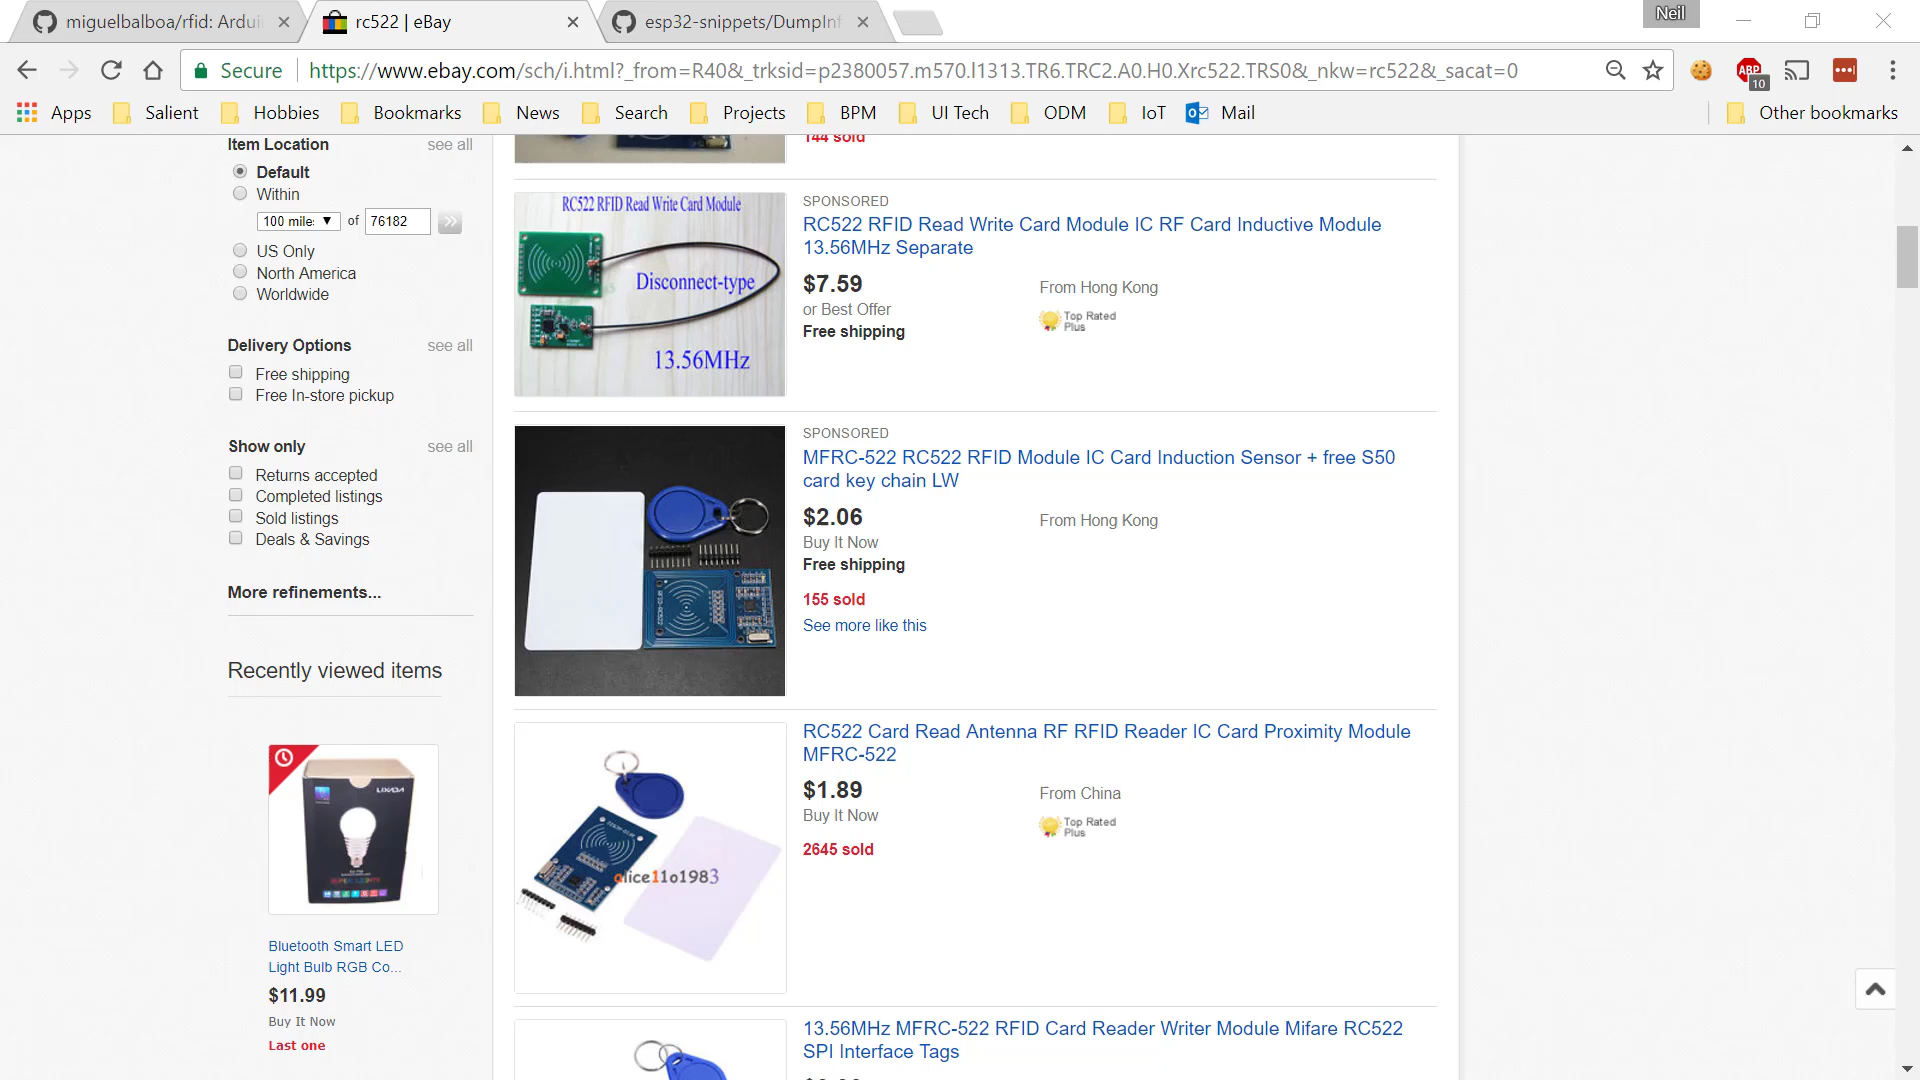 miguelbalboa/rfid: Ardui
rc522 | eBay
esp32-snippets/DumpInf
Neil
Secure
https://www.ebay.com/sch/i.html?_from=R40&_trksid=p2380057.m570.l1313.TR6.TRC2.A0.H0.Xrc522.TRS0&_nkw=rc522&_sacat=0
ABP
10
Apps
Salient
Hobbies
Bookmarks
News
Search
Projects
BPM
UI Tech
ODM
IoT
Mail
Other bookmarks
Item Location
see all
Default
Within
100 mile:
of
76182
US Only
North America
Worldwide
Delivery Options
see all
Free shipping
Free In-store pickup
Show only
see all
Returns accepted
Completed listings
Sold listings
Deals & Savings
More refinements...
Recently viewed items
LIXADA
Bluetooth Smart LED
Light Bulb RGB Co...
$11.99
Buy It Now
Last one
144 sold
RC522 RFID Read Write Card Module
Disconnect-type
13.56MHz
SPONSORED
RC522 RFID Read Write Card Module IC RF Card Inductive Module
13.56MHz Separate
$7.59
or Best Offer
Free shipping
From Hong Kong
Top Rated
Plus
SPONSORED
MFRC-522 RC522 RFID Module IC Card Induction Sensor + free S50
card key chain LW
$2.06
Buy It Now
Free shipping
From Hong Kong
155 sold
See more like this
RFID-RC522
RC522 Card Read Antenna RF RFID Reader IC Card Proximity Module
MFRC-522
$1.89
Buy It Now
From China
Top Rated
Plus
2645 sold
alice11o1983
13.56MHz MFRC-522 RFID Card Reader Writer Module Mifare RC522
SPI Interface Tags